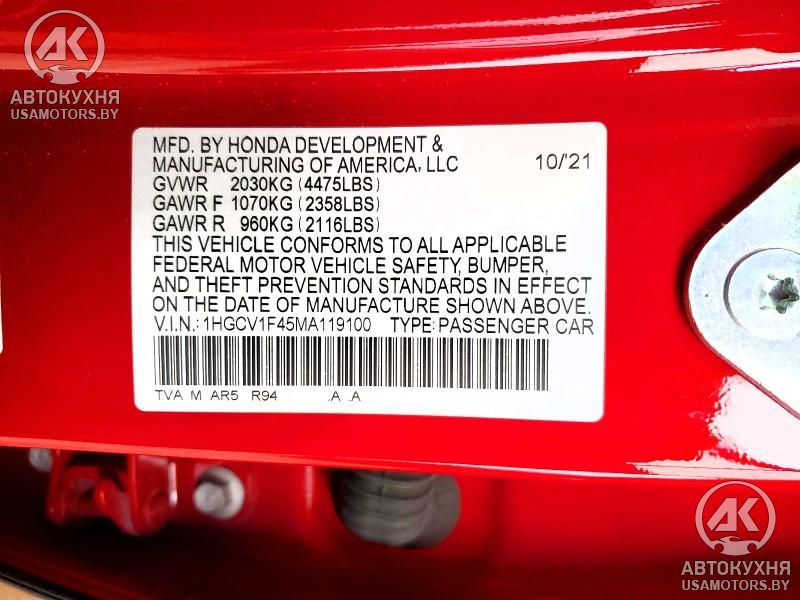 AK
АВТОКУХНЯ
USAMOTORS.BY
MFD. BY HONDA DEVELOPMENT &
MANUFACTURING OF AMERICA, LLC 10/'21
GVWR 2030KG (4475LBS)
GAWR F 1070KG (2358LBS)
GAWR R 960KG (2116LBS)
THIS VEHICLE CONFORMS TO ALL APPLICABLE
FEDERAL MOTOR VEHICLE SAFETY, BUMPER,
AND THEFT PREVENTION STANDARDS IN EFFECT
ON THE DATE OF MANUFACTURE SHOWN ABOVE.
V.I.N.: 1HGCV1F45MA119100 TYPE: PASSENGER CAR
TVA M AR5 R94 .A .A
AK
АВТОКУХНЯ
USAMOTORS.BY